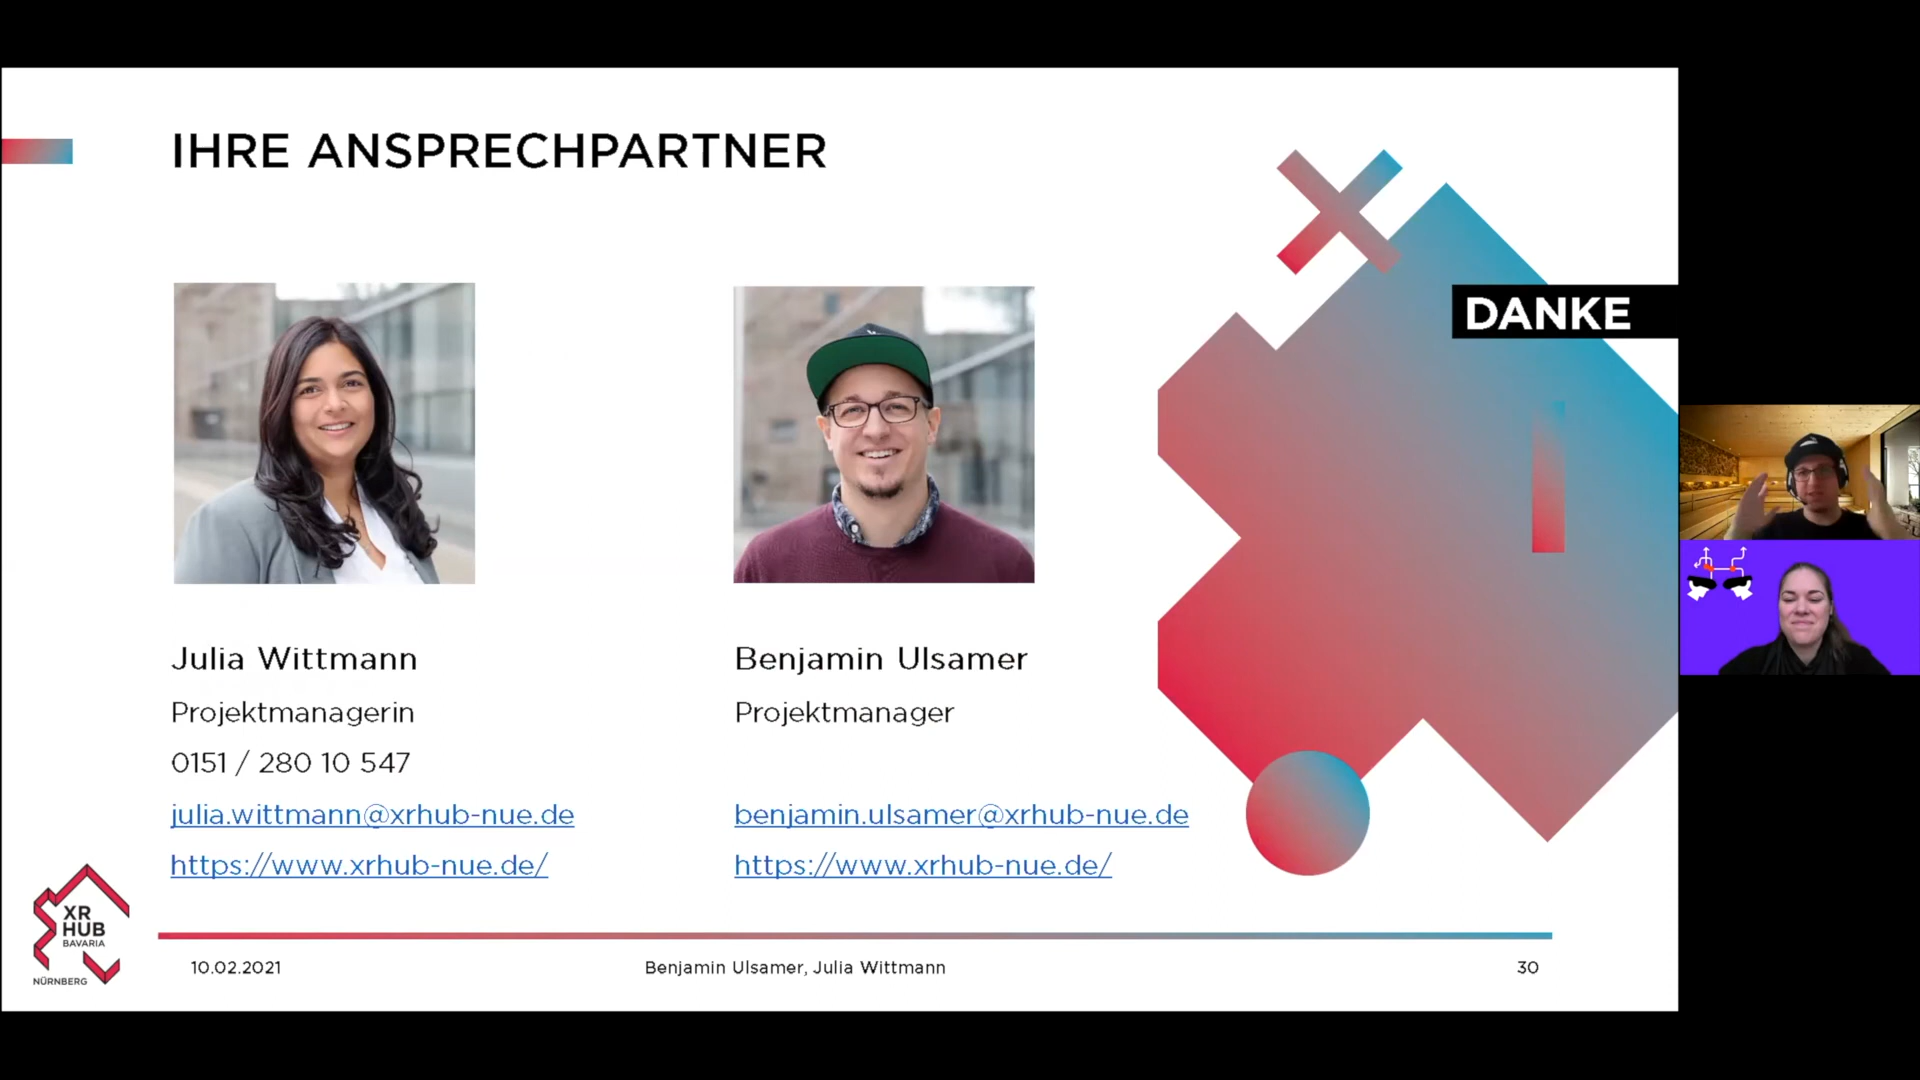 IHRE ANSPRECHPARTNER
DANKE
Julia Wittmann
Projektmanagerin
0151 / 280 10 547
julia.wittmann@xrhub-nue.de
https://www.xrhub-nue.de/
Benjamin Ulsamer
Projektmanager
benjamin.ulsamer@xrhub-nue.de
https://www.xrhub-nue.de/
XR
HUB
BAVARIA
NÜRNBERG
10.02.2021
Benjamin Ulsamer, Julia Wittmann
30